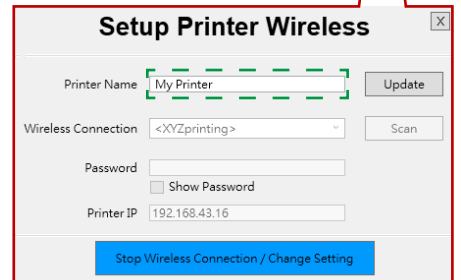 Setup Printer Wireless
X
Printer Name My Printer Update
Wireless Connection <XYZprinting> Scan
Password
Show Password
Printer IP 192.168.43.16
Stop Wireless Connection / Change Setting